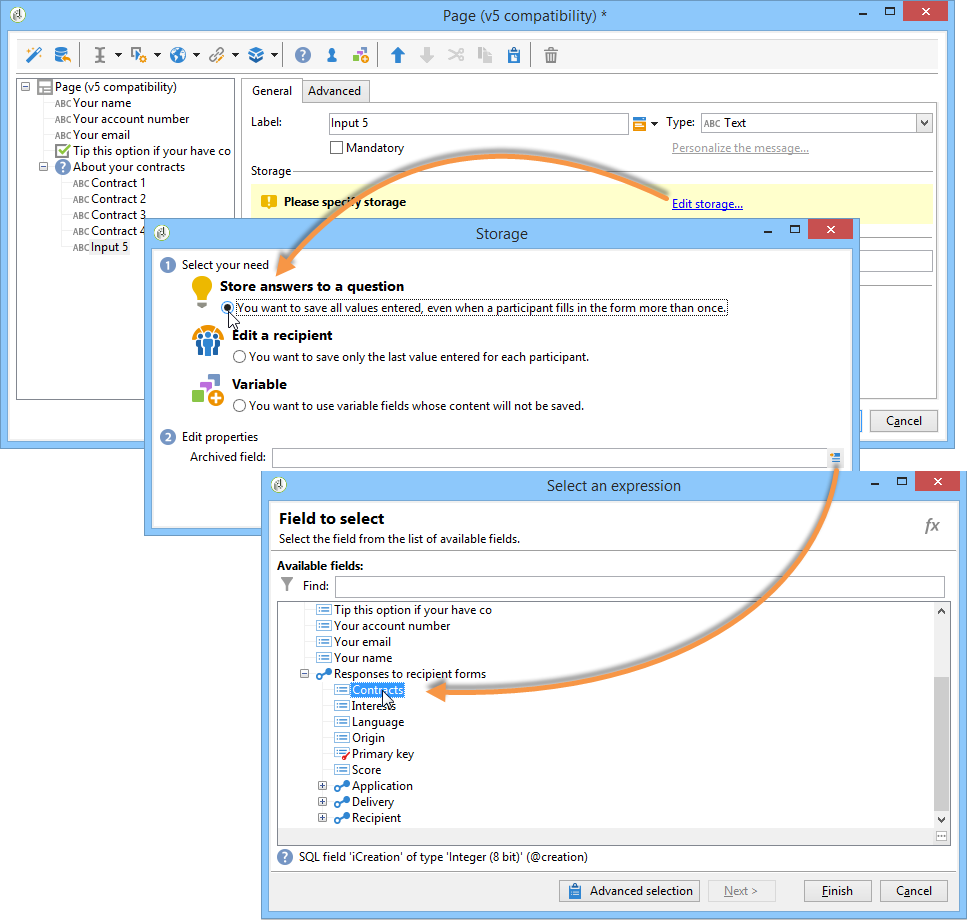 Page (v5 compatibility) *
Page (v5 compatibility)
ABC Your name
ABC Your account number
ABC Your email
Tip this option if your have co
? About your contracts
ABC Contract 1
ABC Contract 2
ABC Contract 3
ABC Contract 4
ABC Input 5
General
Advanced
Label:
Input 5
Type:
ABC Text
Mandatory
Personalize the message...
Storage
Please specify storage
Edit storage...
Cancel
Storage
1 Select your need
Store answers to a question
You want to save all values entered, even when a participant fills in the form more than once.
Edit a recipient
You want to save only the last value entered for each participant.
Variable
You want to use variable fields whose content will not be saved.
2 Edit properties
Archived field:
Select an expression
Field to select
Select the field from the list of available fields.
fx
Available fields:
Find:
Tip this option if your have co
Your account number
Your email
Your name
Responses to recipient forms
Contracts
Interests
Language
Origin
Primary key
Score
Application
Delivery
Recipient
? SQL field 'iCreation' of type 'Integer (8 bit)' (@creation)
Advanced selection
Next >
Finish
Cancel